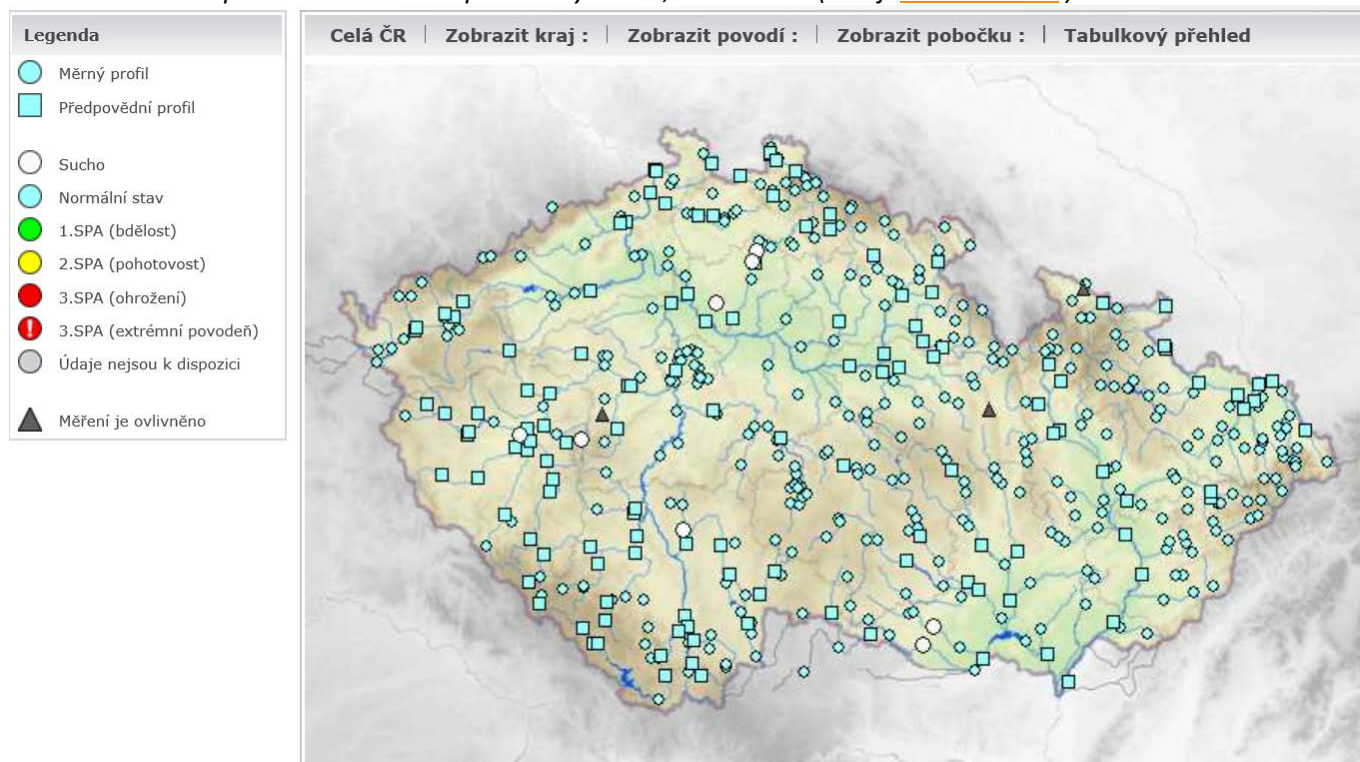 Legenda
Měrný profil
Předpovědní profil
Sucho
Normální stav
1.SPA (bdělost)
2.SPA (pohotovost)
3.SPA (ohrožení)
3.SPA (extrémní povodeň)
Údaje nejsou k dispozici
Měření je ovlivněno
Celá ČR | Zobrazit kraj : | Zobrazit povodí : | Zobrazit pobočku : | Tabulkový přehled